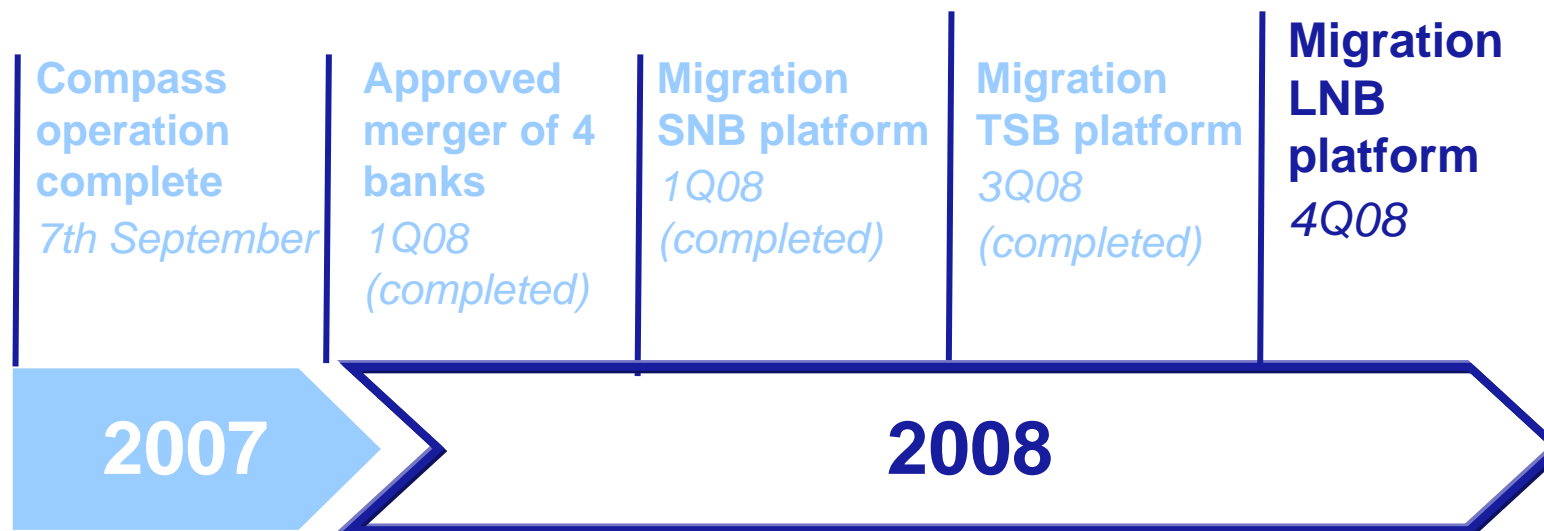 Compass
operation
complete
7th September
Approved
merger of 4
banks
1Q08
(completed)
Migration
SNB platform
1Q08
(completed)
Migration
TSB platform
3Q08
(completed)
Migration
LNB
platform
4Q08
2007
2008